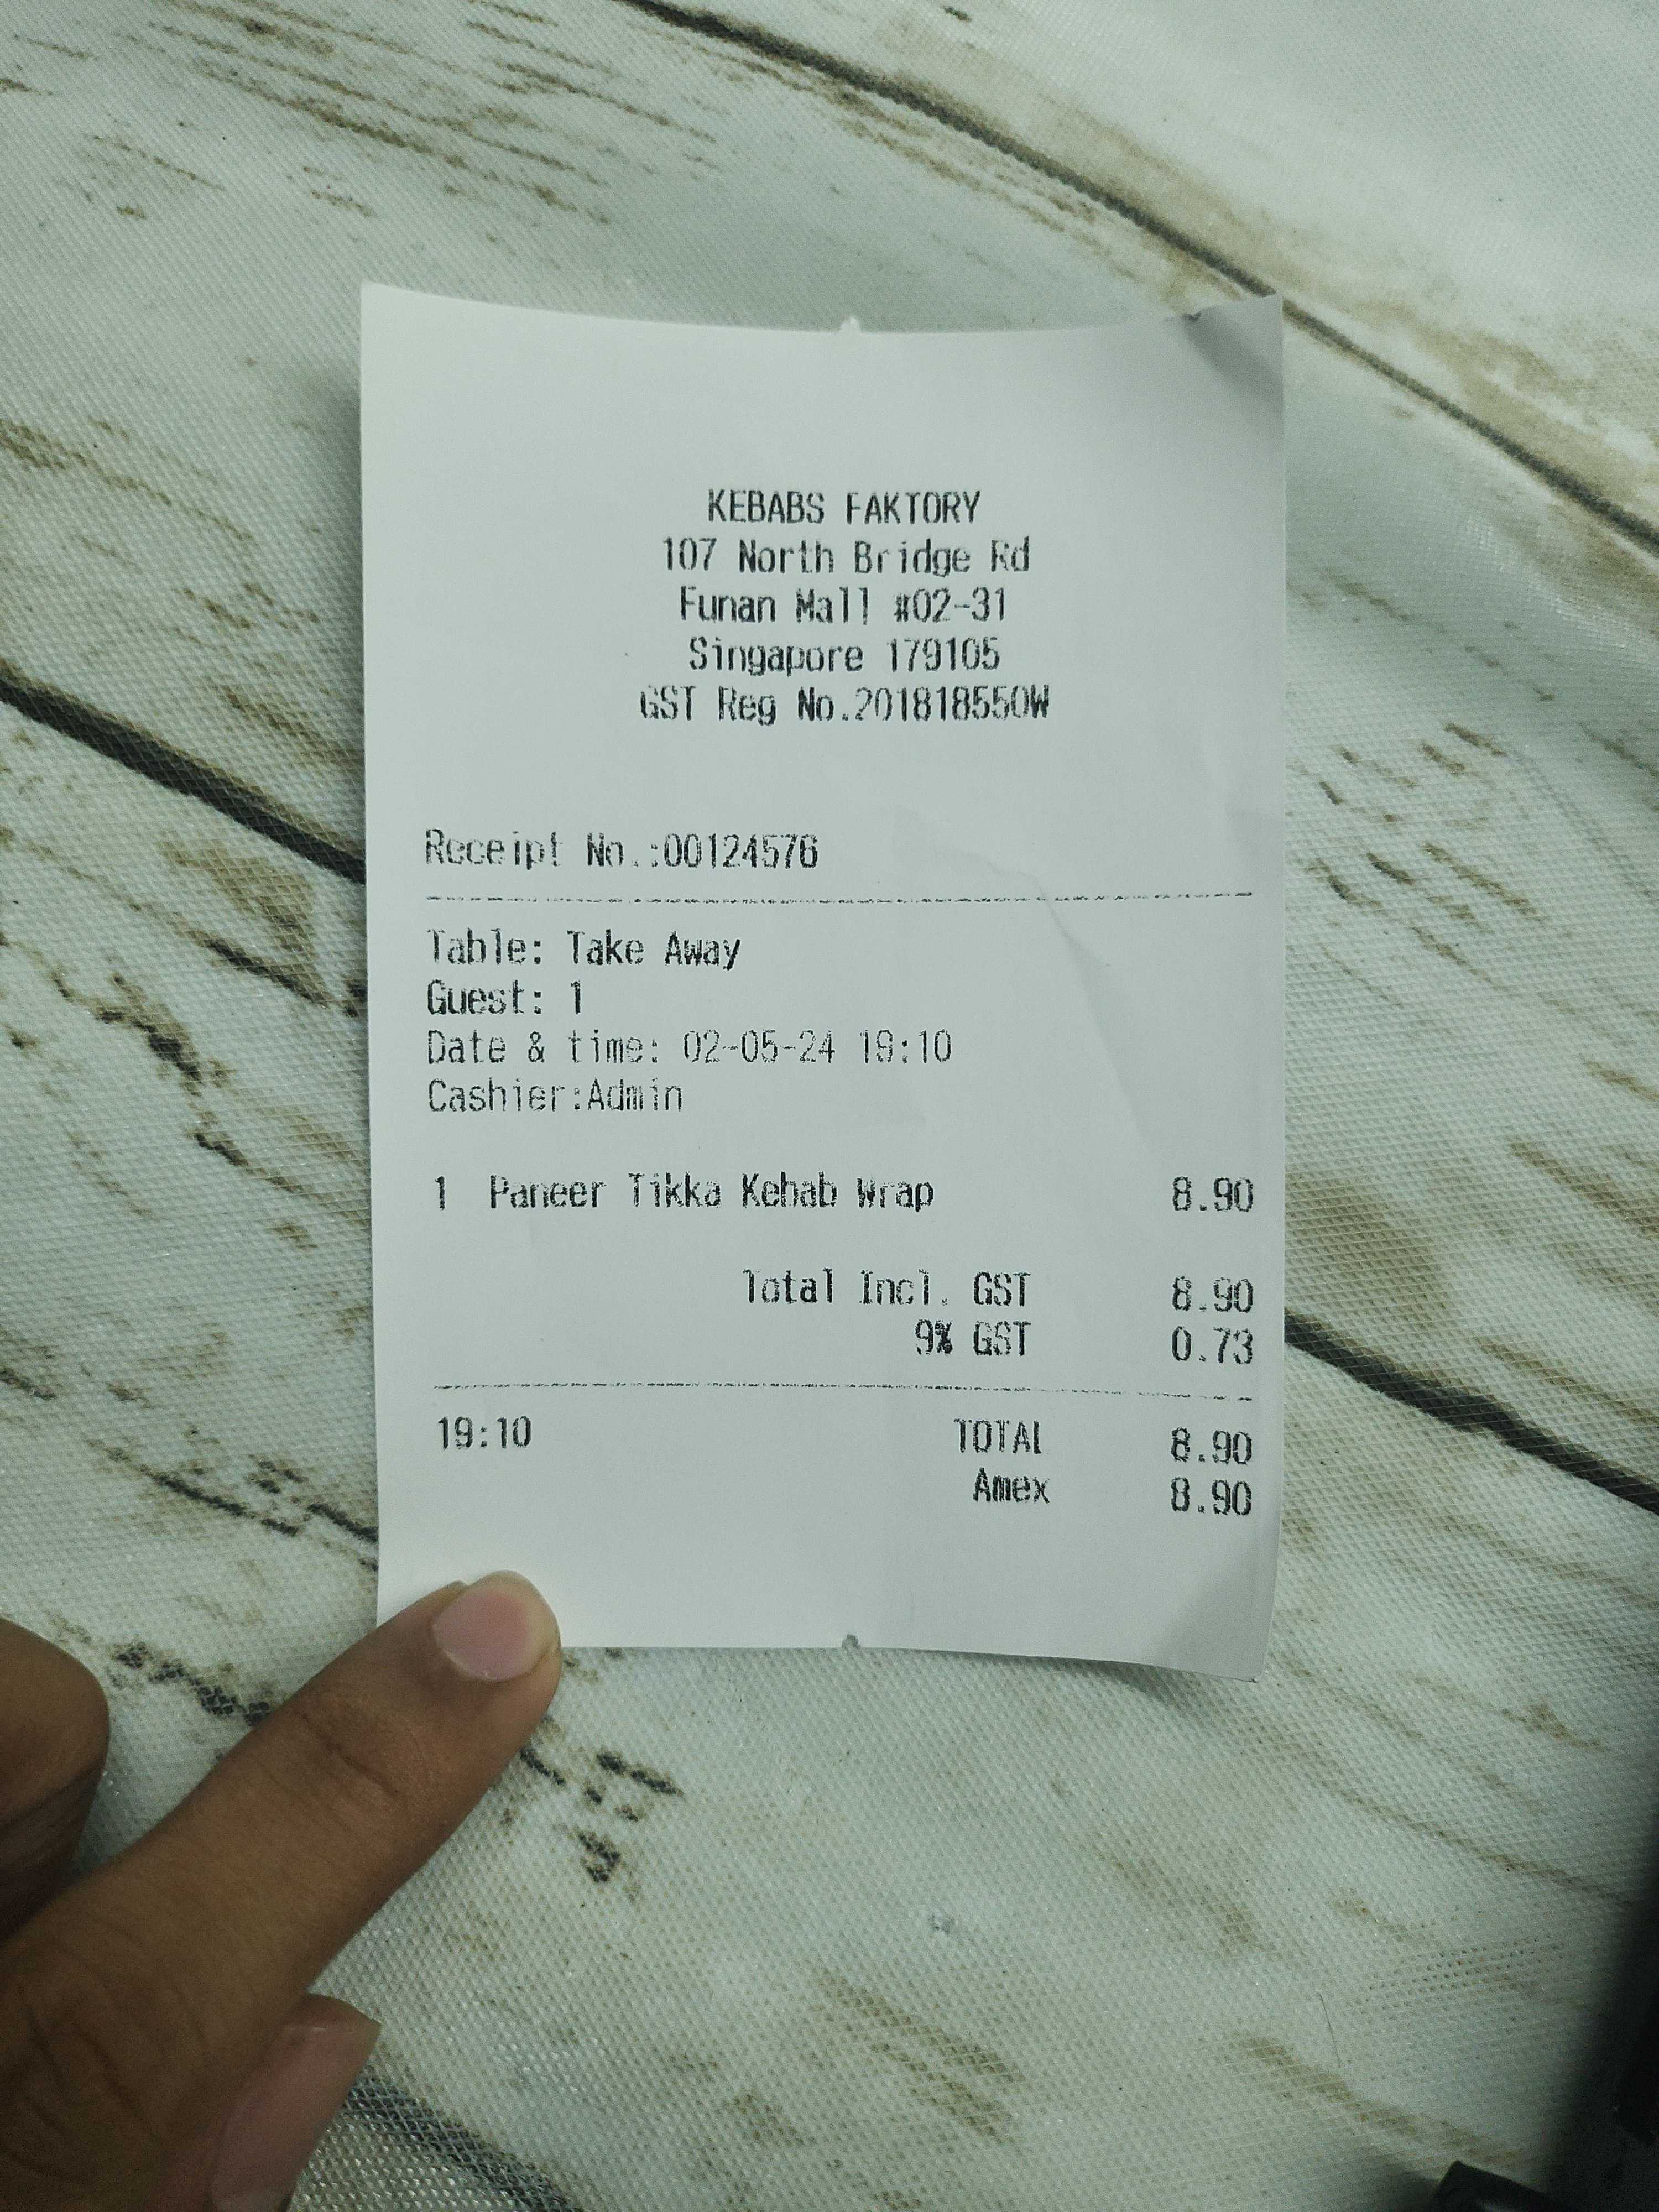 KEBABS FAKTORY
107 North Bridge Rd
Funan Mall #02-31
Singapore 179105
GST Reg No.201818550W
Receipt No.:00124576
Table: Take Away
Guest: 1
Date & time: 02-05-24 19:10
Cashier:Admin
1 Paneer Tikka Kebab Wrap 8.90
Total Incl. GST 8.90
9% GST 0.73
19:10 TOTAL 8.90
Amex 8.90